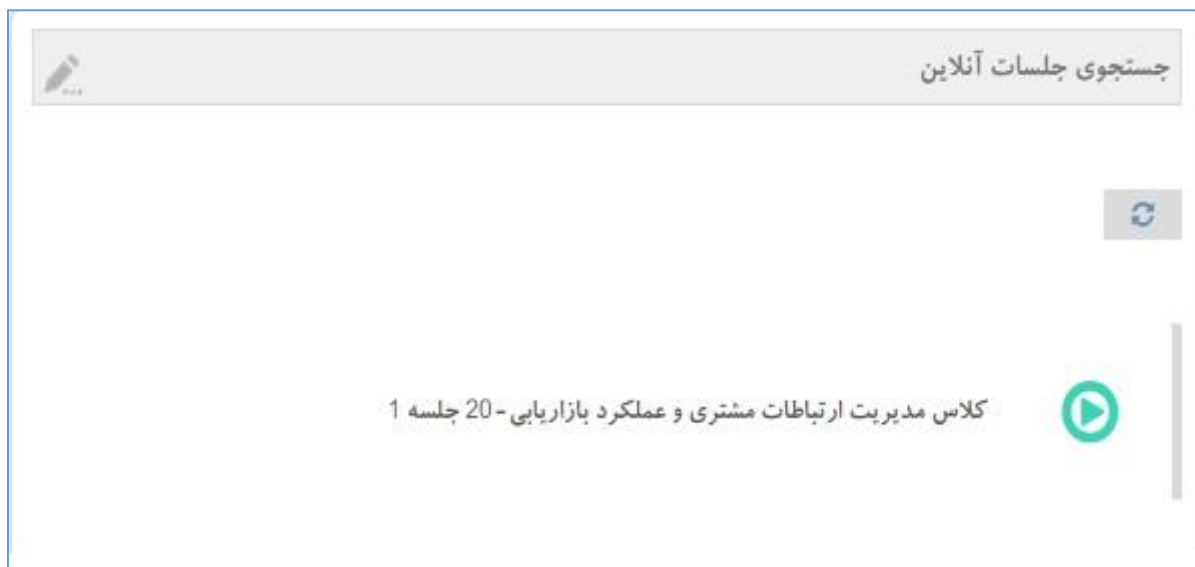 جستجوی جلسات آنلاین
کلاس مدیریت ارتباطات مشتری و عملکرد بازاریابی - 20 جلسه 1